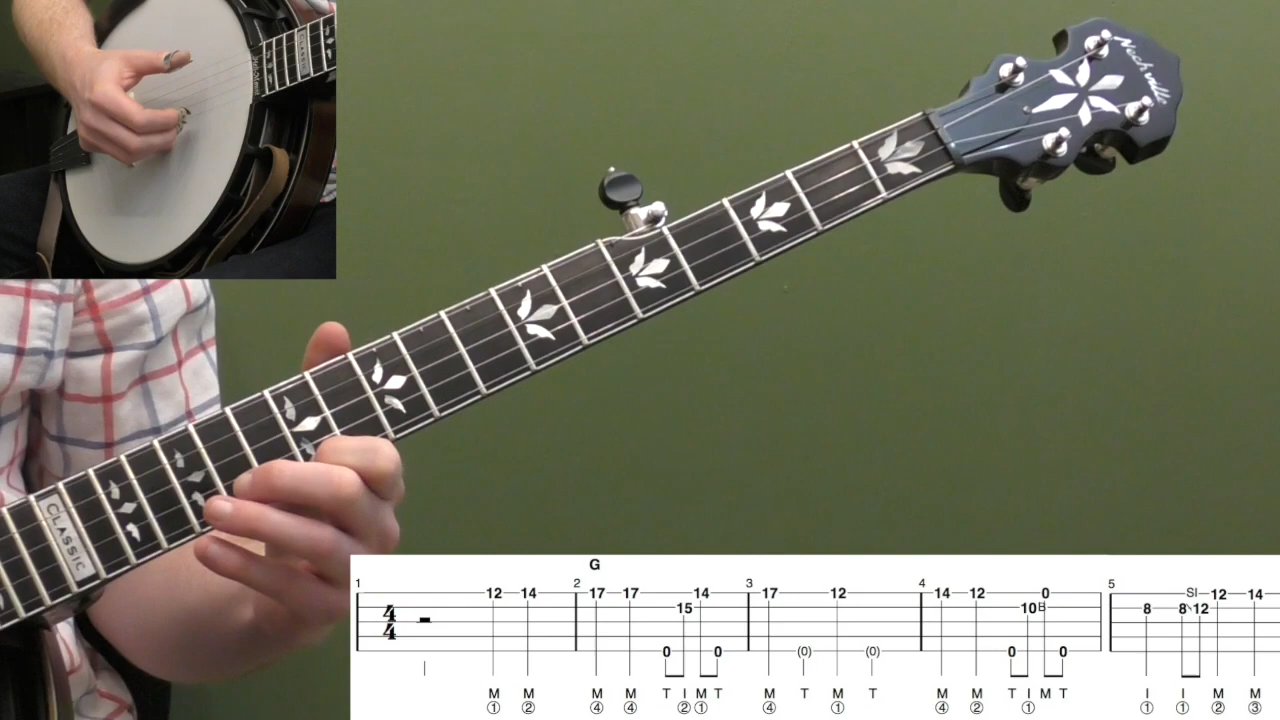 Nechville
CLASSIC
G
1 2 3 4 5
4 4
12 14 17 17 14 17 12 14 12 0 SI 12 14
15 10 B 8 8 12
0 0 (0) (0) 0 0
M M M M T I M T M T M T M M T I M T I I M M
① ② ④ ④ ② ① ④ ① ④ ② ① ① ① ② ③